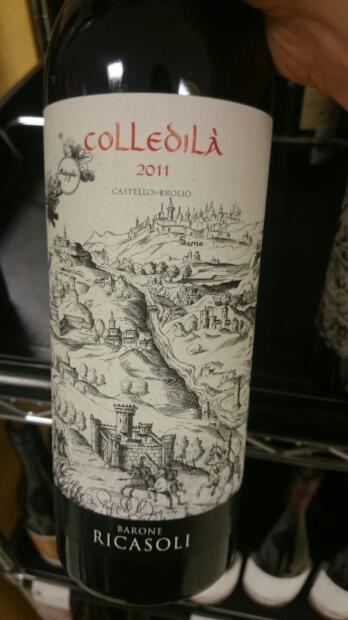 COLLEDILÀ
2011
CASTELLO DI BROLIO
Siena
BARONE
RICASOLI